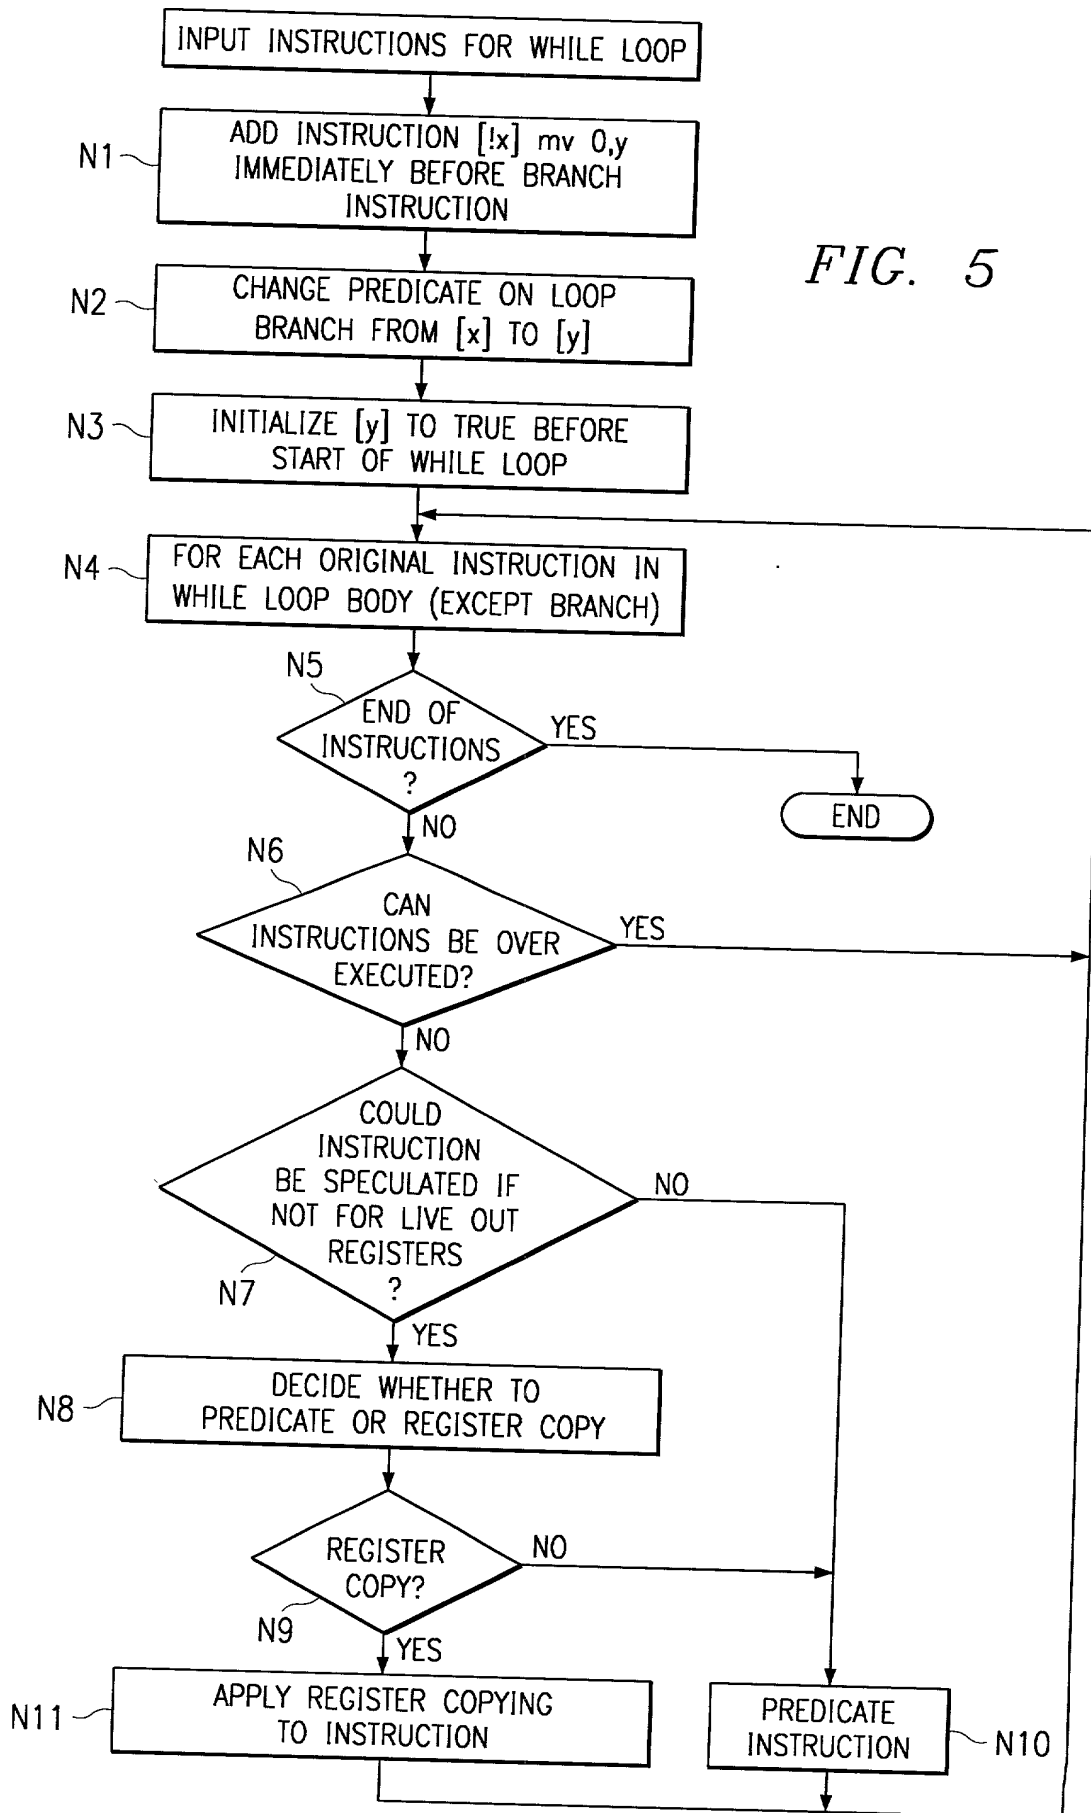 INPUT INSTRUCTIONS FOR WHILE LOOP
N1
ADD INSTRUCTION [!x] mv 0,y
IMMEDIATELY BEFORE BRANCH
INSTRUCTION
FIG. 5
N2
CHANGE PREDICATE ON LOOP
BRANCH FROM [x] TO [y]
N3
INITIALIZE [y] TO TRUE BEFORE
START OF WHILE LOOP
N4
FOR EACH ORIGINAL INSTRUCTION IN
WHILE LOOP BODY (EXCEPT BRANCH)
N5
END OF
INSTRUCTIONS
?
YES
END
NO
N6
CAN
INSTRUCTIONS BE OVER
EXECUTED?
YES
NO
COULD
INSTRUCTION
BE SPECULATED IF
NOT FOR LIVE OUT
REGISTERS
?
NO
N7
YES
N8
DECIDE WHETHER TO
PREDICATE OR REGISTER COPY
REGISTER
COPY?
NO
N9
YES
N11
APPLY REGISTER COPYING
TO INSTRUCTION
PREDICATE
INSTRUCTION
N10